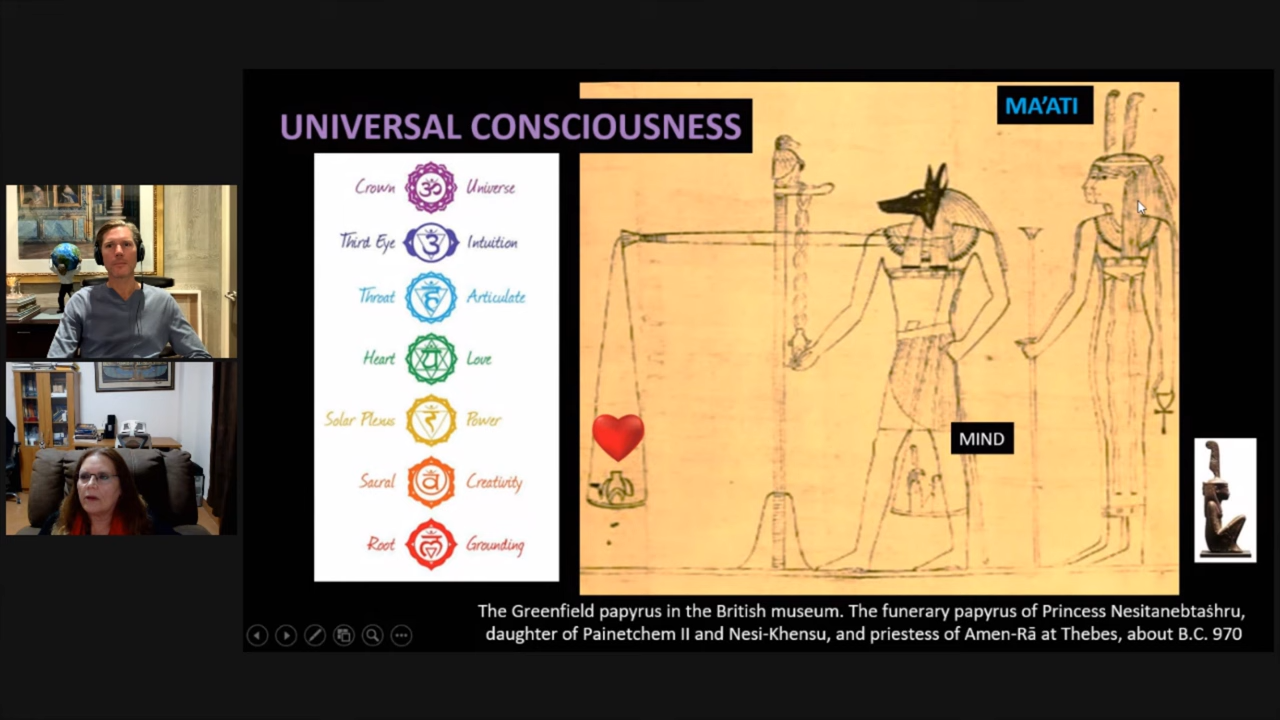 UNIVERSAL CONSCIOUSNESS
MA'ATI
Crown ॐ Universe
Third Eye Intuition
Throat हं Articulate
Heart यं Love
Solar Plexus रं Power
Sacral वं Creativity
Root लं Grounding
MIND
The Greenfield papyrus in the British museum. The funerary papyrus of Princess Nesitanebtaṡhru,
daughter of Painetchem II and Nesi-Khensu, and priestess of Amen-Rā at Thebes, about B.C. 970